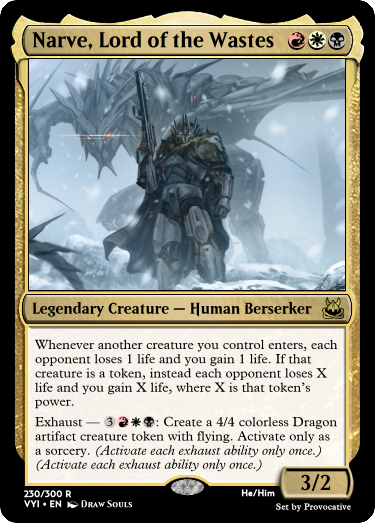 Narve, Lord of the Wastes
Legendary Creature — Human Berserker
Whenever another creature you control enters, each
opponent loses 1 life and you gain 1 life. If that
creature is a token, instead each opponent loses X
life and you gain X life, where X is that token's
power.
Exhaust — 3: Create a 4/4 colorless Dragon
artifact creature token with flying. Activate only as
a sorcery. (Activate each exhaust ability only once.)
(Activate each exhaust ability only once.)
3/2
230/300 R
He/Him
VYI • EN Draw Souls
Set by Provocative